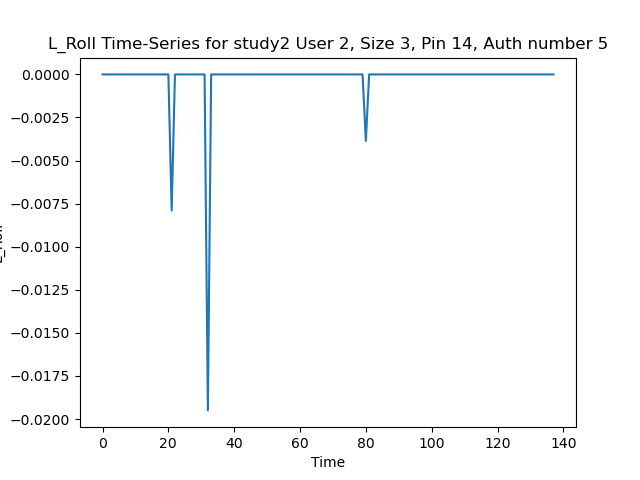 L_Roll Time-Series for study2 User 2, Size 3, Pin 14, Auth number 5
0.0000
−0.0025
−0.0050
−0.0075
−0.0100
−0.0125
−0.0150
−0.0175
−0.0200
L_Roll
0 20 40 60 80 100 120 140
Time